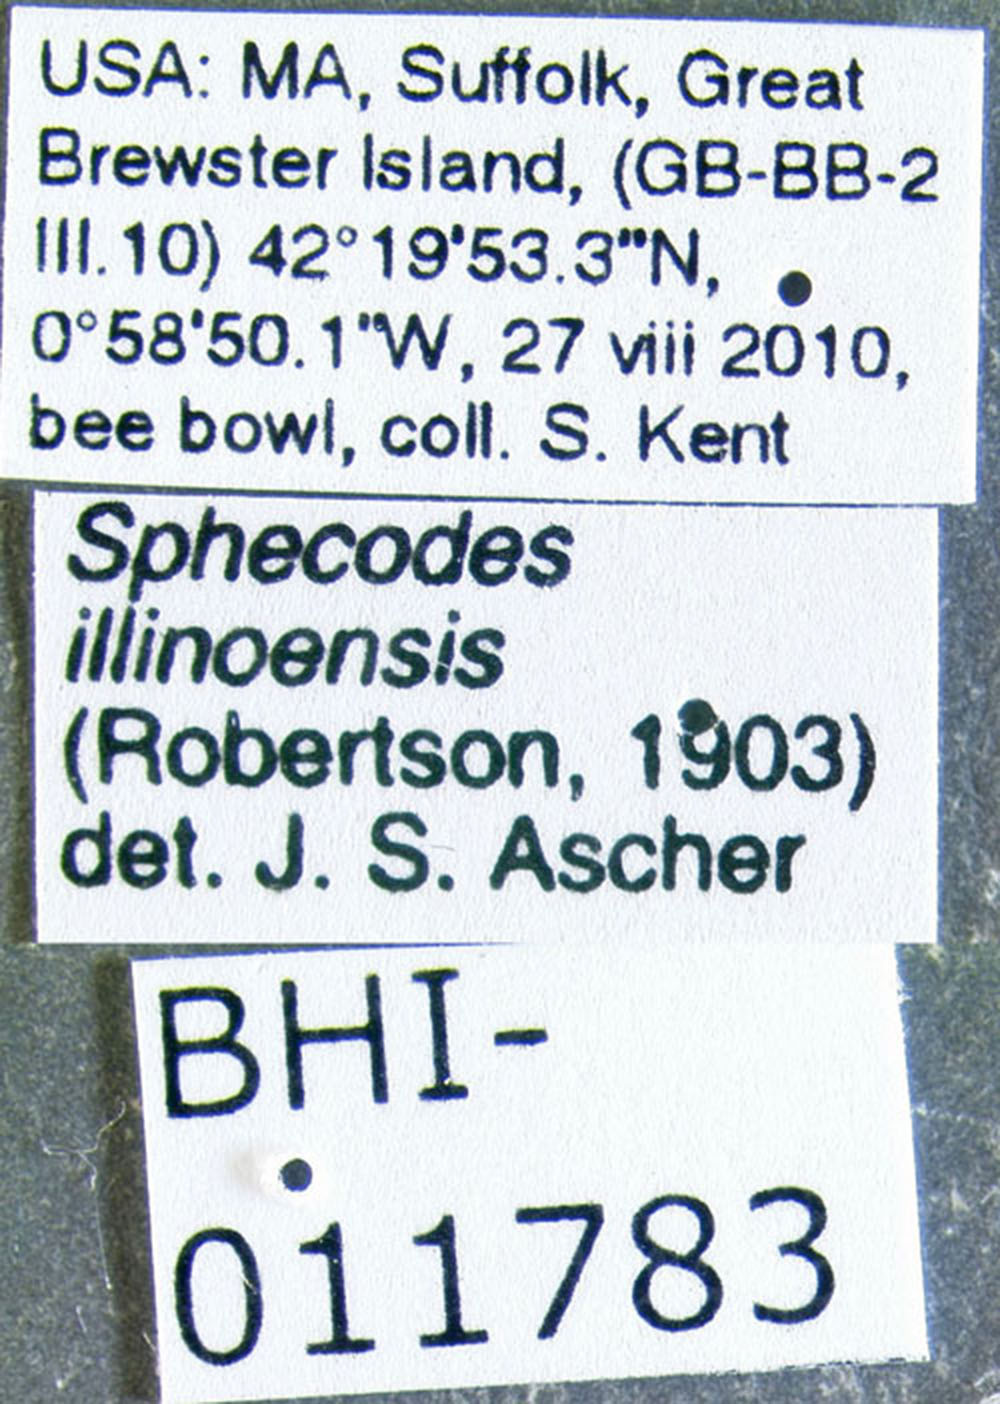 USA: MA, Suffolk, Great
Brewster Island, (GB-BB-2
III.10) 42°19'53.3"N,
0°58'50.1"W, 27 viii 2010,
bee bowl, coll. S. Kent
Sphecodes
illinoensis
(Robertson, 1903)
det. J. S. Ascher
BHI-
011783